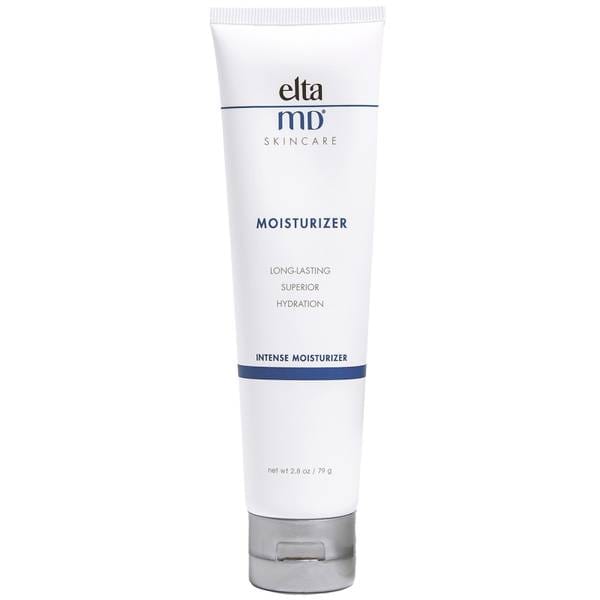 elta
MD®
SKINCARE
MOISTURIZER
LONG-LASTING
SUPERIOR
HYDRATION
INTENSE MOISTURIZER
net wt 2.8 oz / 79 g